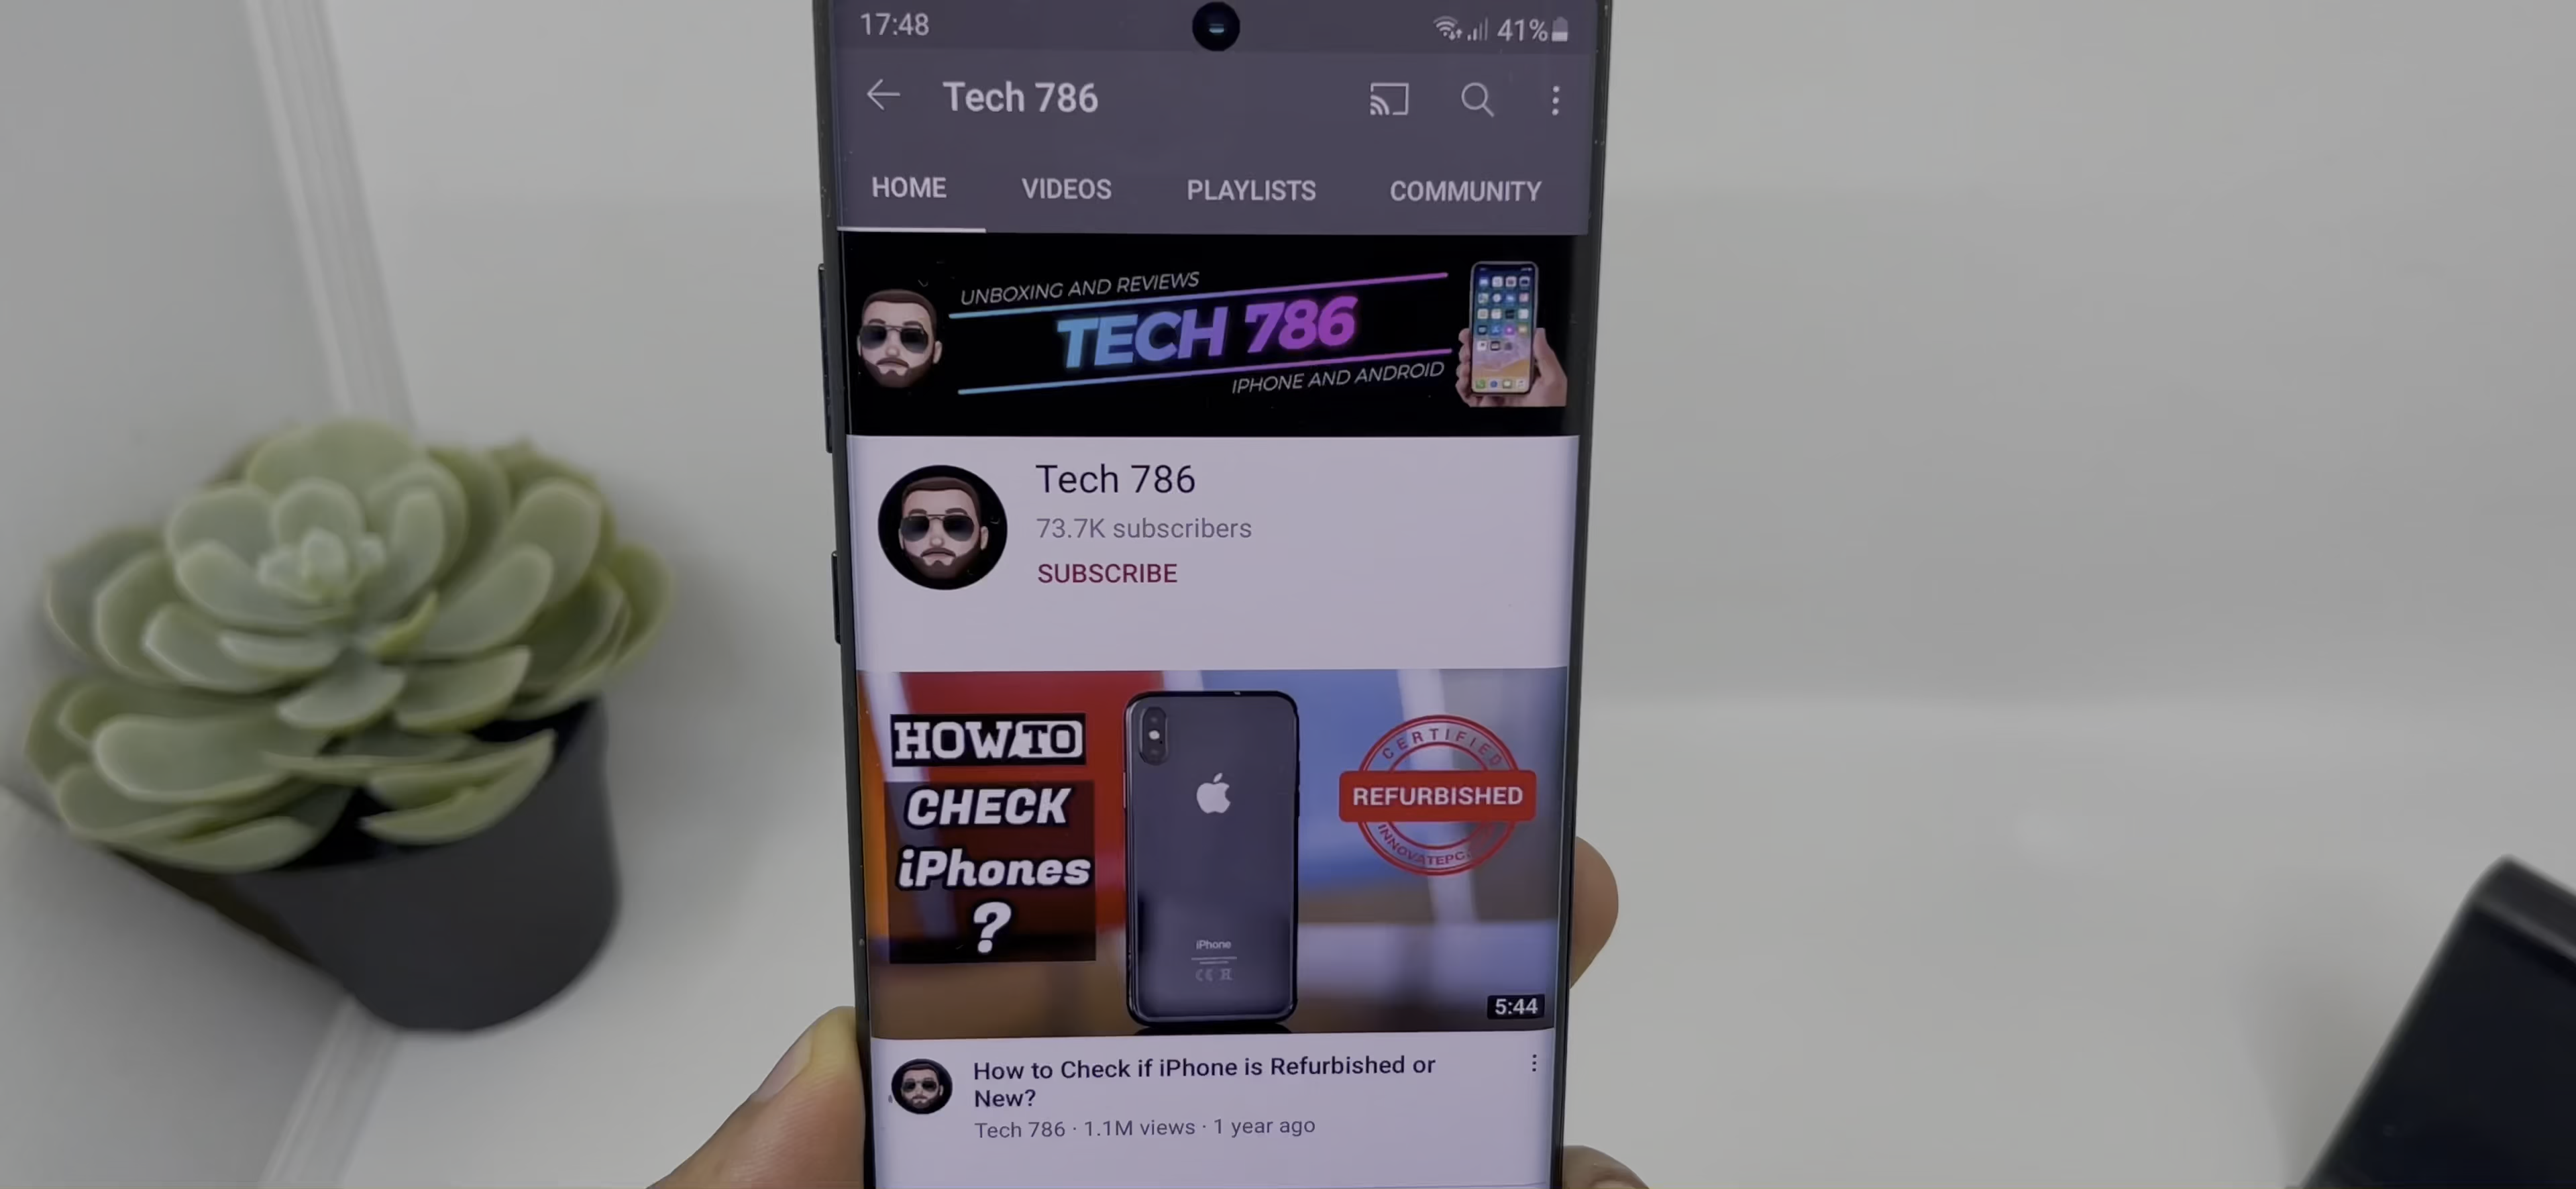 17:48
41%
Tech 786
HOME VIDEOS PLAYLISTS COMMUNITY
UNBOXING AND REVIEWS
TECH 786
IPHONE AND ANDROID
Tech 786
73.7K subscribers
SUBSCRIBE
HOW TO
CHECK
iPhones
?
CERTIFIED
REFURBISHED
iPhone
5:44
How to Check if iPhone is Refurbished or
New?
Tech 786 · 1.1M views · 1 year ago